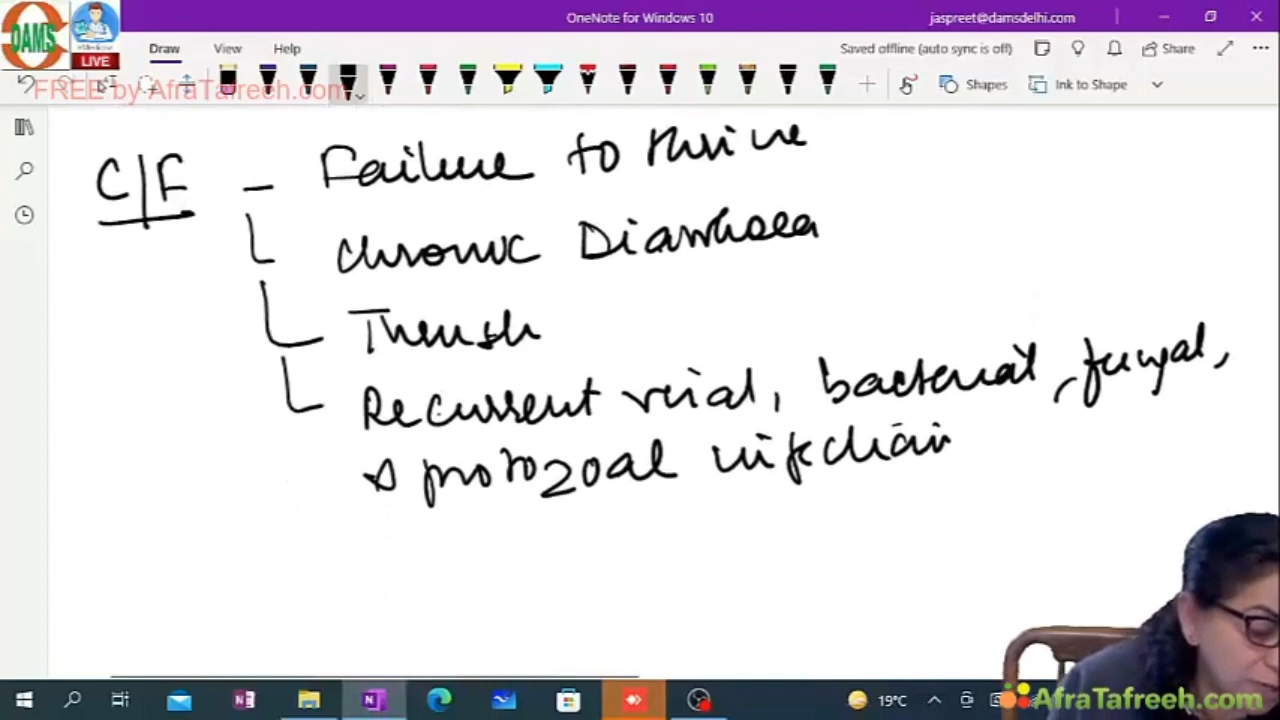 OneNote for Windows 10
jaspreet@damsdelhi.com
DAMS
eMedicoz
LIVE
Draw View Help
Saved offline (auto sync is off) Share
FREE by AfraTafreeh.com
Shapes Ink to Shape
C/F - Failure to thrive
Chronic Diarrhoea
Thrush
Recurrent viral, bacterial, fungal,
& protozoal infection
19°C
AfraTafreeh.com